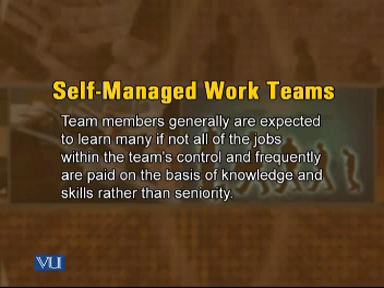 Self-Managed Work Teams
Team members generally are expected
to learn many if not all of the jobs
within the team's control and frequently
are paid on the basis of knowledge and
skills rather than seniority.
VU